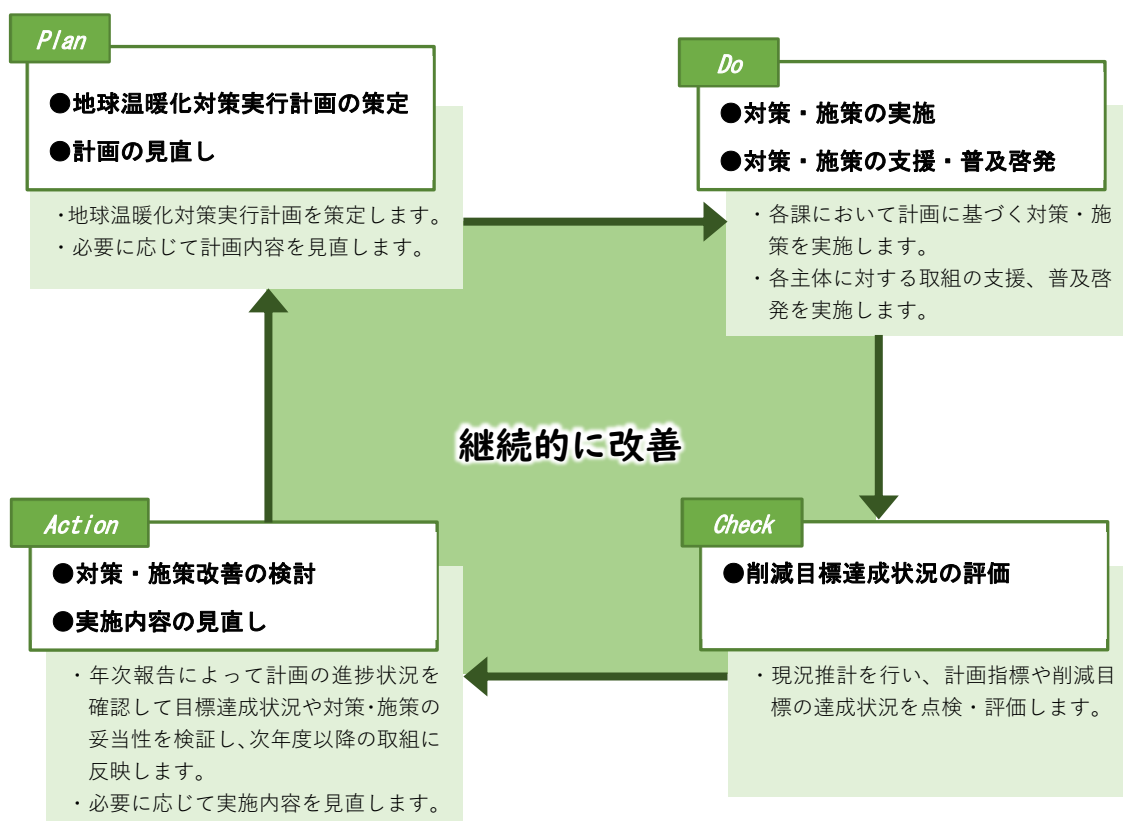 Plan
●地球温暖化対策実行計画の策定
●計画の見直し
・地球温暖化対策実行計画を策定します。
・必要に応じて計画内容を見直します。
Do
●対策・施策の実施
●対策・施策の支援・普及啓発
・各課において計画に基づく対策・施
策を実施します。
・各主体に対する取組の支援、普及啓
発を実施します。
継続的に改善
Action
●対策・施策改善の検討
●実施内容の見直し
・年次報告によって計画の進捗状況を
確認して目標達成状況や対策・施策の
妥当性を検証し、次年度以降の取組に
反映します。
・必要に応じて実施内容を見直します。
Check
●削減目標達成状況の評価
・現況推計を行い、計画指標や削減目
標の達成状況を点検・評価します。